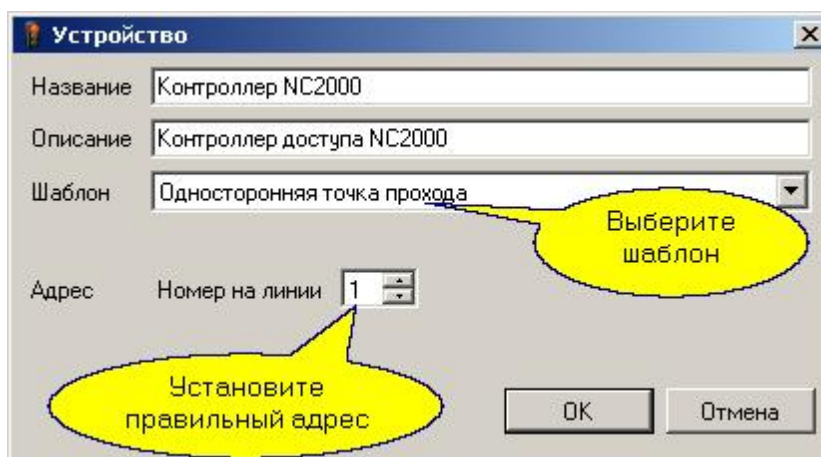 Устройство
Название Контроллер NC2000
Описание Контроллер доступа NC2000
Шаблон Односторонняя точка прохода
Выберите
шаблон
Адрес Номер на линии 1
Установите
правильный адрес
OK Отмена